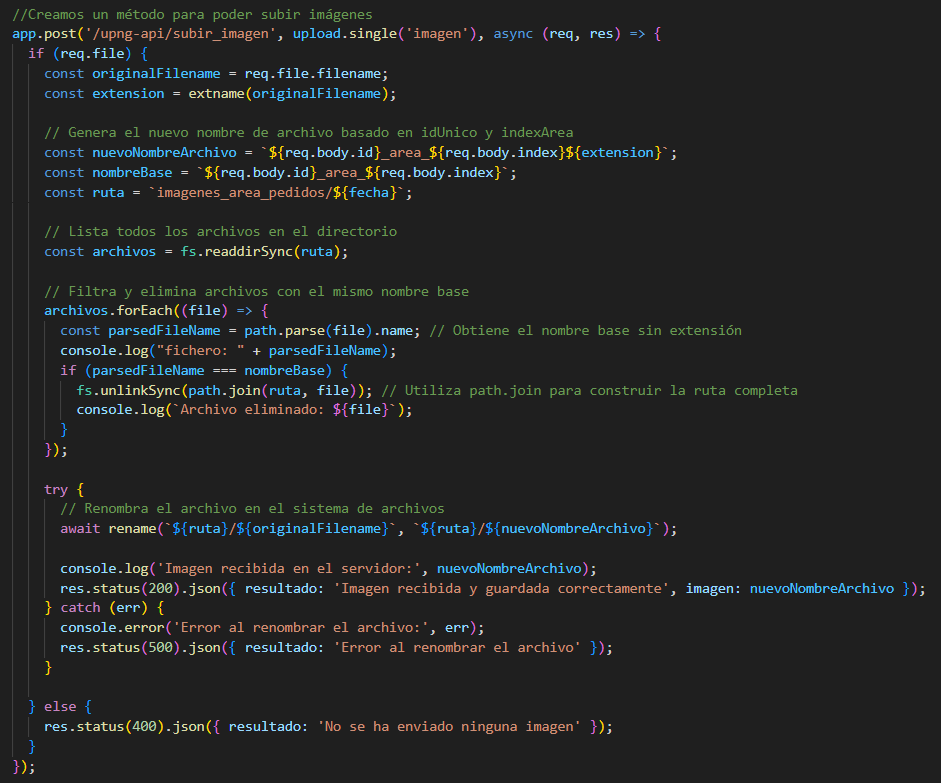 //Creamos un método para poder subir imágenes
app.post('/upng-api/subir_imagen', upload.single('imagen'), async (req, res) => {
  if (req.file) {
    const originalFilename = req.file.filename;
    const extension = extname(originalFilename);

    // Genera el nuevo nombre de archivo basado en idUnico y indexArea
    const nuevoNombreArchivo = `${req.body.id}_area_${req.body.index}${extension}`;
    const nombreBase = `${req.body.id}_area_${req.body.index}`;
    const ruta = `imagenes_area_pedidos/${fecha}`;

    // Lista todos los archivos en el directorio
    const archivos = fs.readdirSync(ruta);

    // Filtra y elimina archivos con el mismo nombre base
    archivos.forEach((file) => {
      const parsedFileName = path.parse(file).name; // Obtiene el nombre base sin extensión
      console.log("fichero: " + parsedFileName);
      if (parsedFileName === nombreBase) {
        fs.unlinkSync(path.join(ruta, file)); // Utiliza path.join para construir la ruta completa
        console.log(`Archivo eliminado: ${file}`);
      }
    });

    try {
      // Renombra el archivo en el sistema de archivos
      await rename(`${ruta}/${originalFilename}`, `${ruta}/${nuevoNombreArchivo}`);

      console.log('Imagen recibida en el servidor:', nuevoNombreArchivo);
      res.status(200).json({ resultado: 'Imagen recibida y guardada correctamente', imagen: nuevoNombreArchivo });
    } catch (err) {
      console.error('Error al renombrar el archivo:', err);
      res.status(500).json({ resultado: 'Error al renombrar el archivo' });
    }

  } else {
    res.status(400).json({ resultado: 'No se ha enviado ninguna imagen' });
  }
});